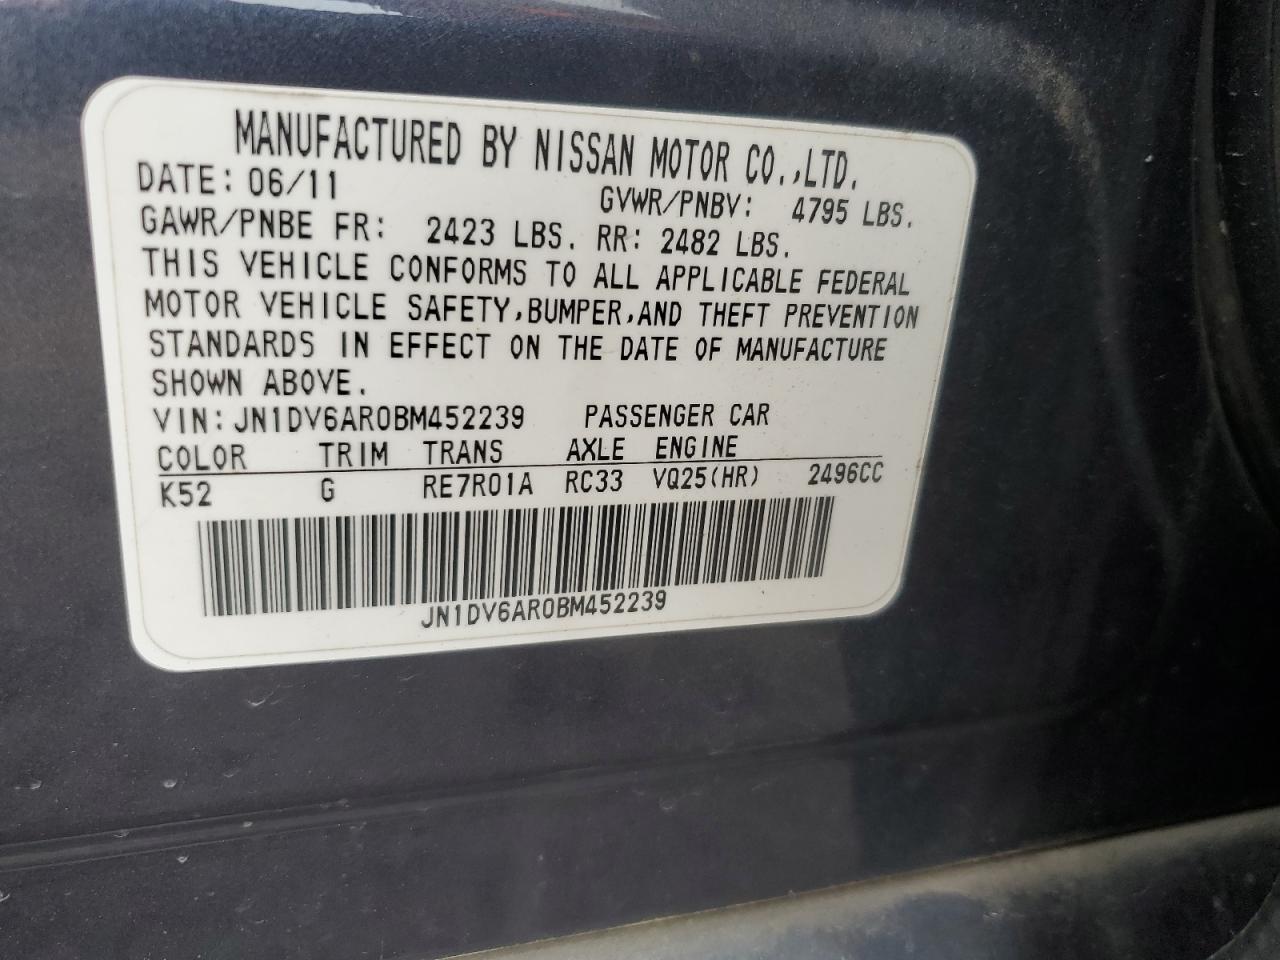 MANUFACTURED BY NISSAN MOTOR CO.,LTD.
DATE: 06/11 GVWR/PNBV: 4795 LBS.
GAWR/PNBE FR: 2423 LBS. RR: 2482 LBS.
THIS VEHICLE CONFORMS TO ALL APPLICABLE FEDERAL
MOTOR VEHICLE SAFETY,BUMPER,AND THEFT PREVENTION
STANDARDS IN EFFECT ON THE DATE OF MANUFACTURE
SHOWN ABOVE.
VIN:JN1DV6AR0BM452239 PASSENGER CAR
COLOR TRIM TRANS AXLE ENGINE
K52 G RE7R01A RC33 VQ25(HR) 2496CC
JN1DV6AR0BM452239